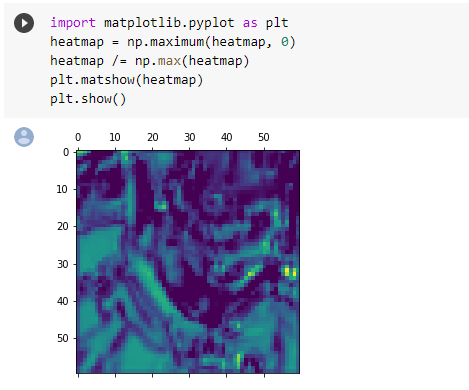 import matplotlib.pyplot as plt
heatmap = np.maximum(heatmap, 0)
heatmap /= np.max(heatmap)
plt.matshow(heatmap)
plt.show()
0 10 20 30 40 50
0
10
20
30
40
50